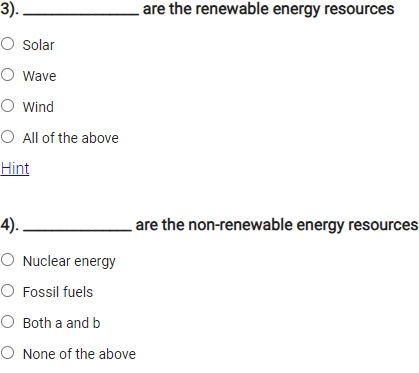 3). ______________ are the renewable energy resources
Solar
Wave
Wind
All of the above
Hint
4). _____________ are the non-renewable energy resources
Nuclear energy
Fossil fuels
Both a and b
None of the above